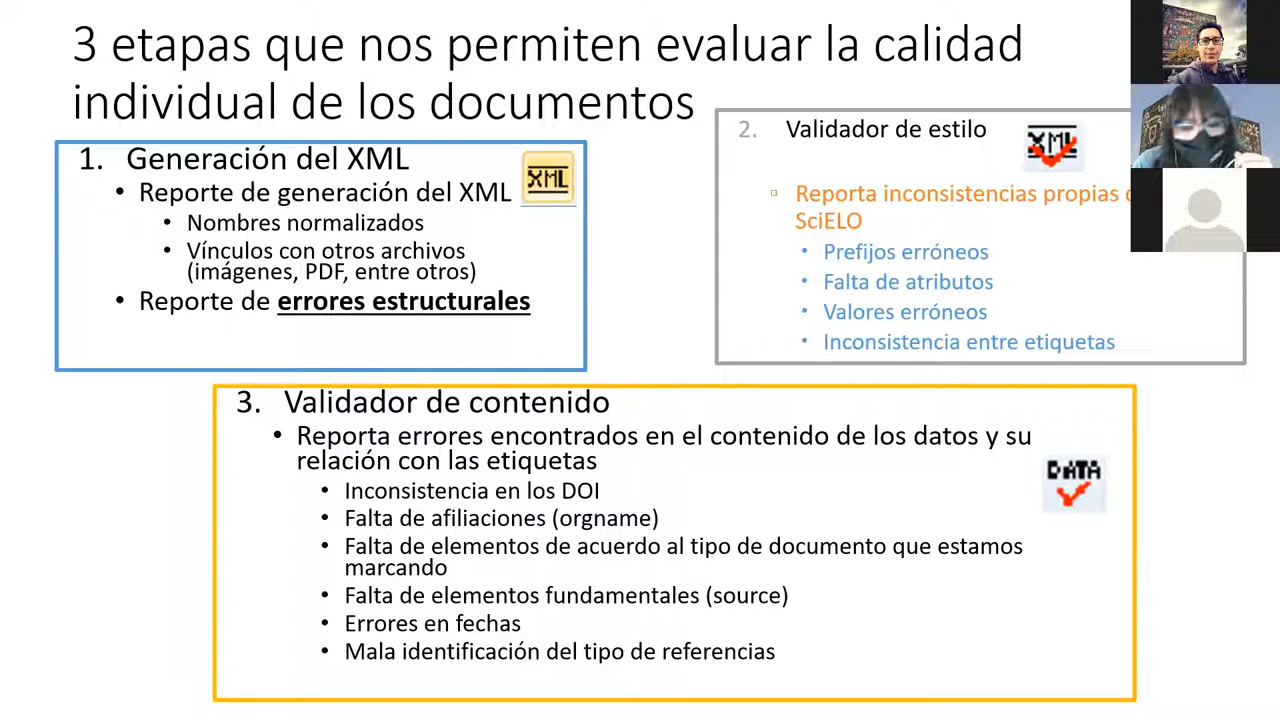 3 etapas que nos permiten evaluar la calidad
individual de los documentos
1. Generación del XML
• Reporte de generación del XML
• Nombres normalizados
• Vínculos con otros archivos
(imágenes, PDF, entre otros)
• Reporte de errores estructurales
XML
2. Validador de estilo
XML
Reporta inconsistencias propias
SciELO
• Prefijos erróneos
• Falta de atributos
• Valores erróneos
• Inconsistencia entre etiquetas
3. Validador de contenido
• Reporta errores encontrados en el contenido de los datos y su
relación con las etiquetas
• Inconsistencia en los DOI
• Falta de afiliaciones (orgname)
• Falta de elementos de acuerdo al tipo de documento que estamos
marcando
• Falta de elementos fundamentales (source)
• Errores en fechas
• Mala identificación del tipo de referencias
DATA